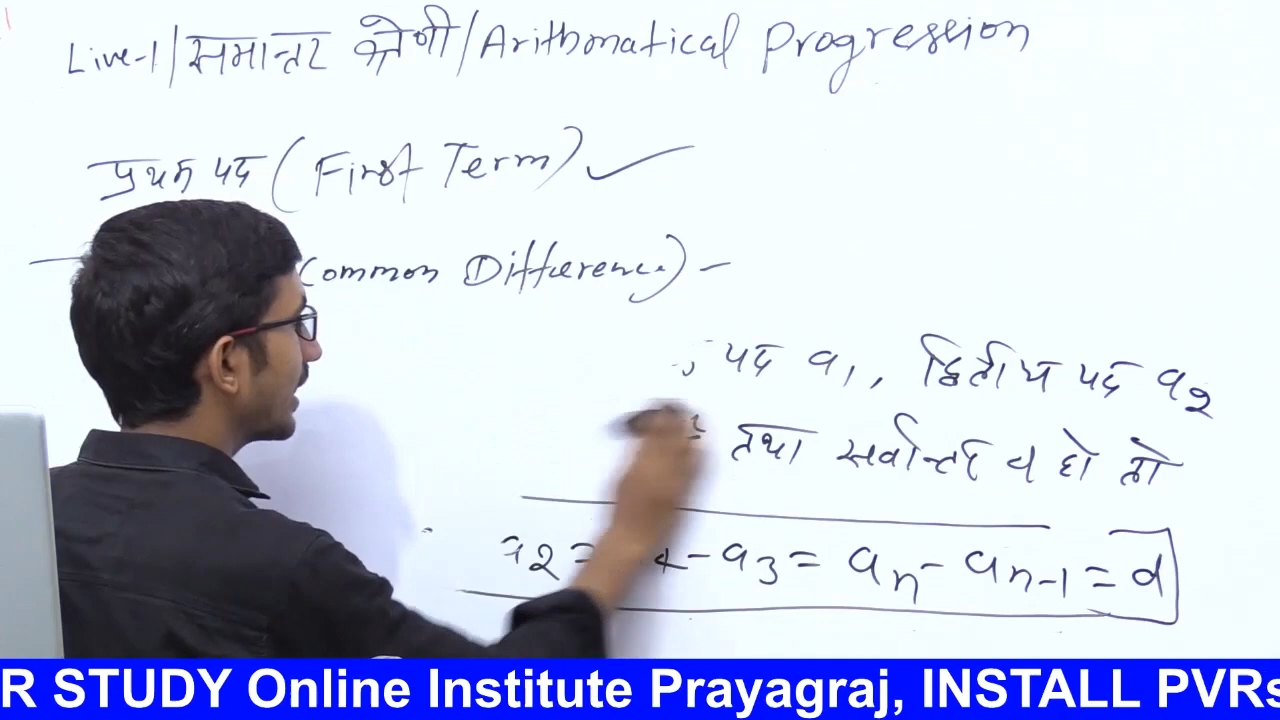 Live-1/समान्तर श्रेणी/Arithmatical Progression
प्रथम पद (First Term) ✓
Common Difference) -
पद a₁, द्वितीय पद a₂
तथा सर्वान्तर d हो तो
a₂ = - a₃ = aₙ - aₙ₋₁ = d
R STUDY Online Institute Prayagraj, INSTALL PVRs